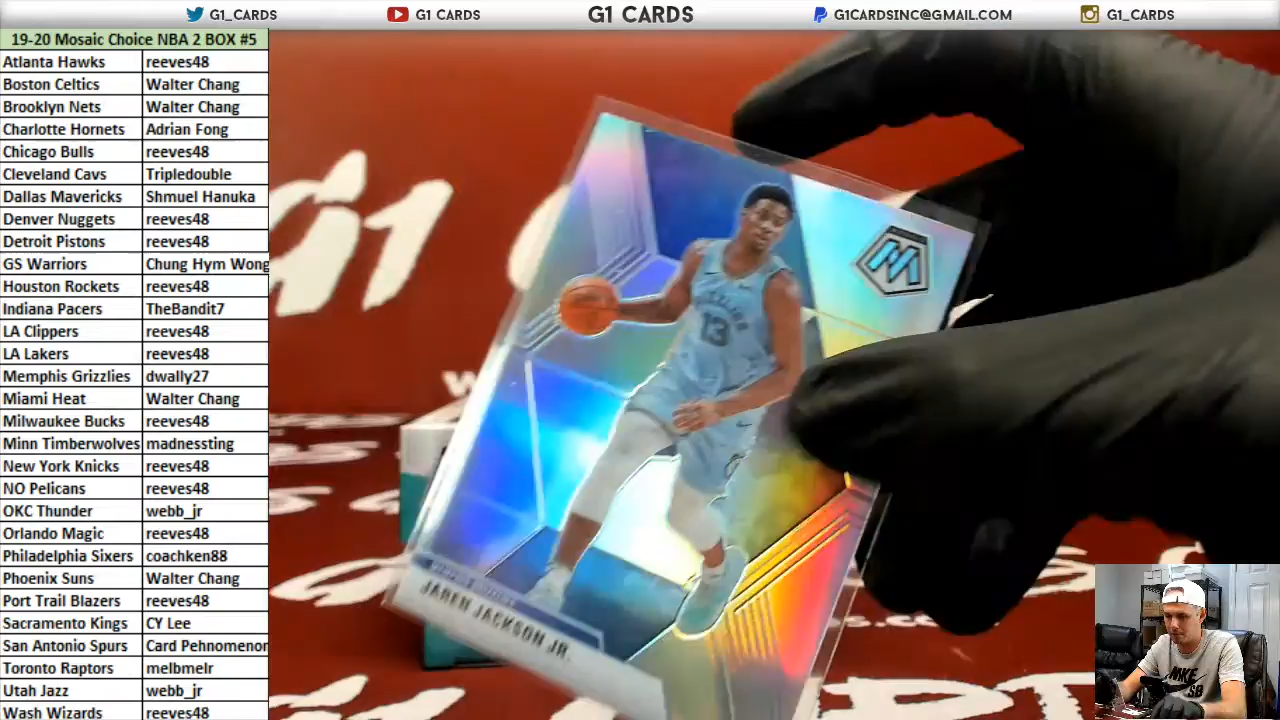 G1_CARDS
G1 CARDS
G1 CARDS
G1CARDSINC@GMAIL.COM
G1_CARDS
19-20 Mosaic Choice NBA 2 BOX #5
Atlanta Hawks reeves48
Boston Celtics Walter Chang
Brooklyn Nets Walter Chang
Charlotte Hornets Adrian Fong
Chicago Bulls reeves48
Cleveland Cavs Tripledouble
Dallas Mavericks Shmuel Hanuka
Denver Nuggets reeves48
Detroit Pistons reeves48
GS Warriors Chung Hym Wong
Houston Rockets reeves48
Indiana Pacers TheBandit7
LA Clippers reeves48
LA Lakers reeves48
Memphis Grizzlies dwally27
Miami Heat Walter Chang
Milwaukee Bucks reeves48
Minn Timberwolves madnessting
New York Knicks reeves48
NO Pelicans reeves48
OKC Thunder webb_jr
Orlando Magic reeves48
Philadelphia Sixers coachken88
Phoenix Suns Walter Chang
Port Trail Blazers reeves48
Sacramento Kings CY Lee
San Antonio Spurs Card Pehnomenon
Toronto Raptors melbmelr
Utah Jazz webb_jr
Wash Wizards reeves48
G1
M
13
JAREN JACKSON JR.
NIKE
SB